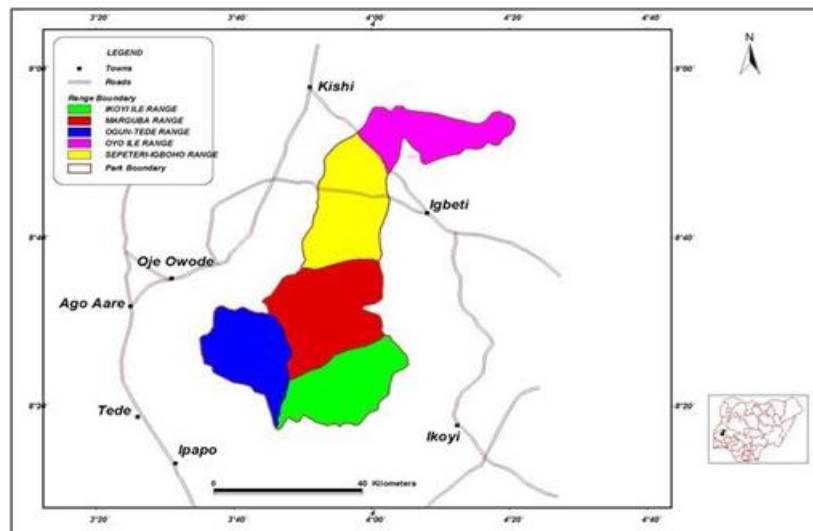 3°20' 3°40' 4°00' 4°20' 4°40'
N
LEGEND
Towns
Roads
Range Boundary
IKOYI ILE RANGE
MARGUBA RANGE
OGUN-TEDE RANGE
OYO ILE RANGE
SEPETERI-IGBOHO RANGE
Park Boundary
9°00' 9°00'
Kishi
Igbeti
8°40' 8°40'
Oje Owode
Ago Aare
8°20' 8°20'
Tede
Ikoyi
Ipapo
0 40 Kilometers
3°20' 3°40' 4°00' 4°20' 4°40'